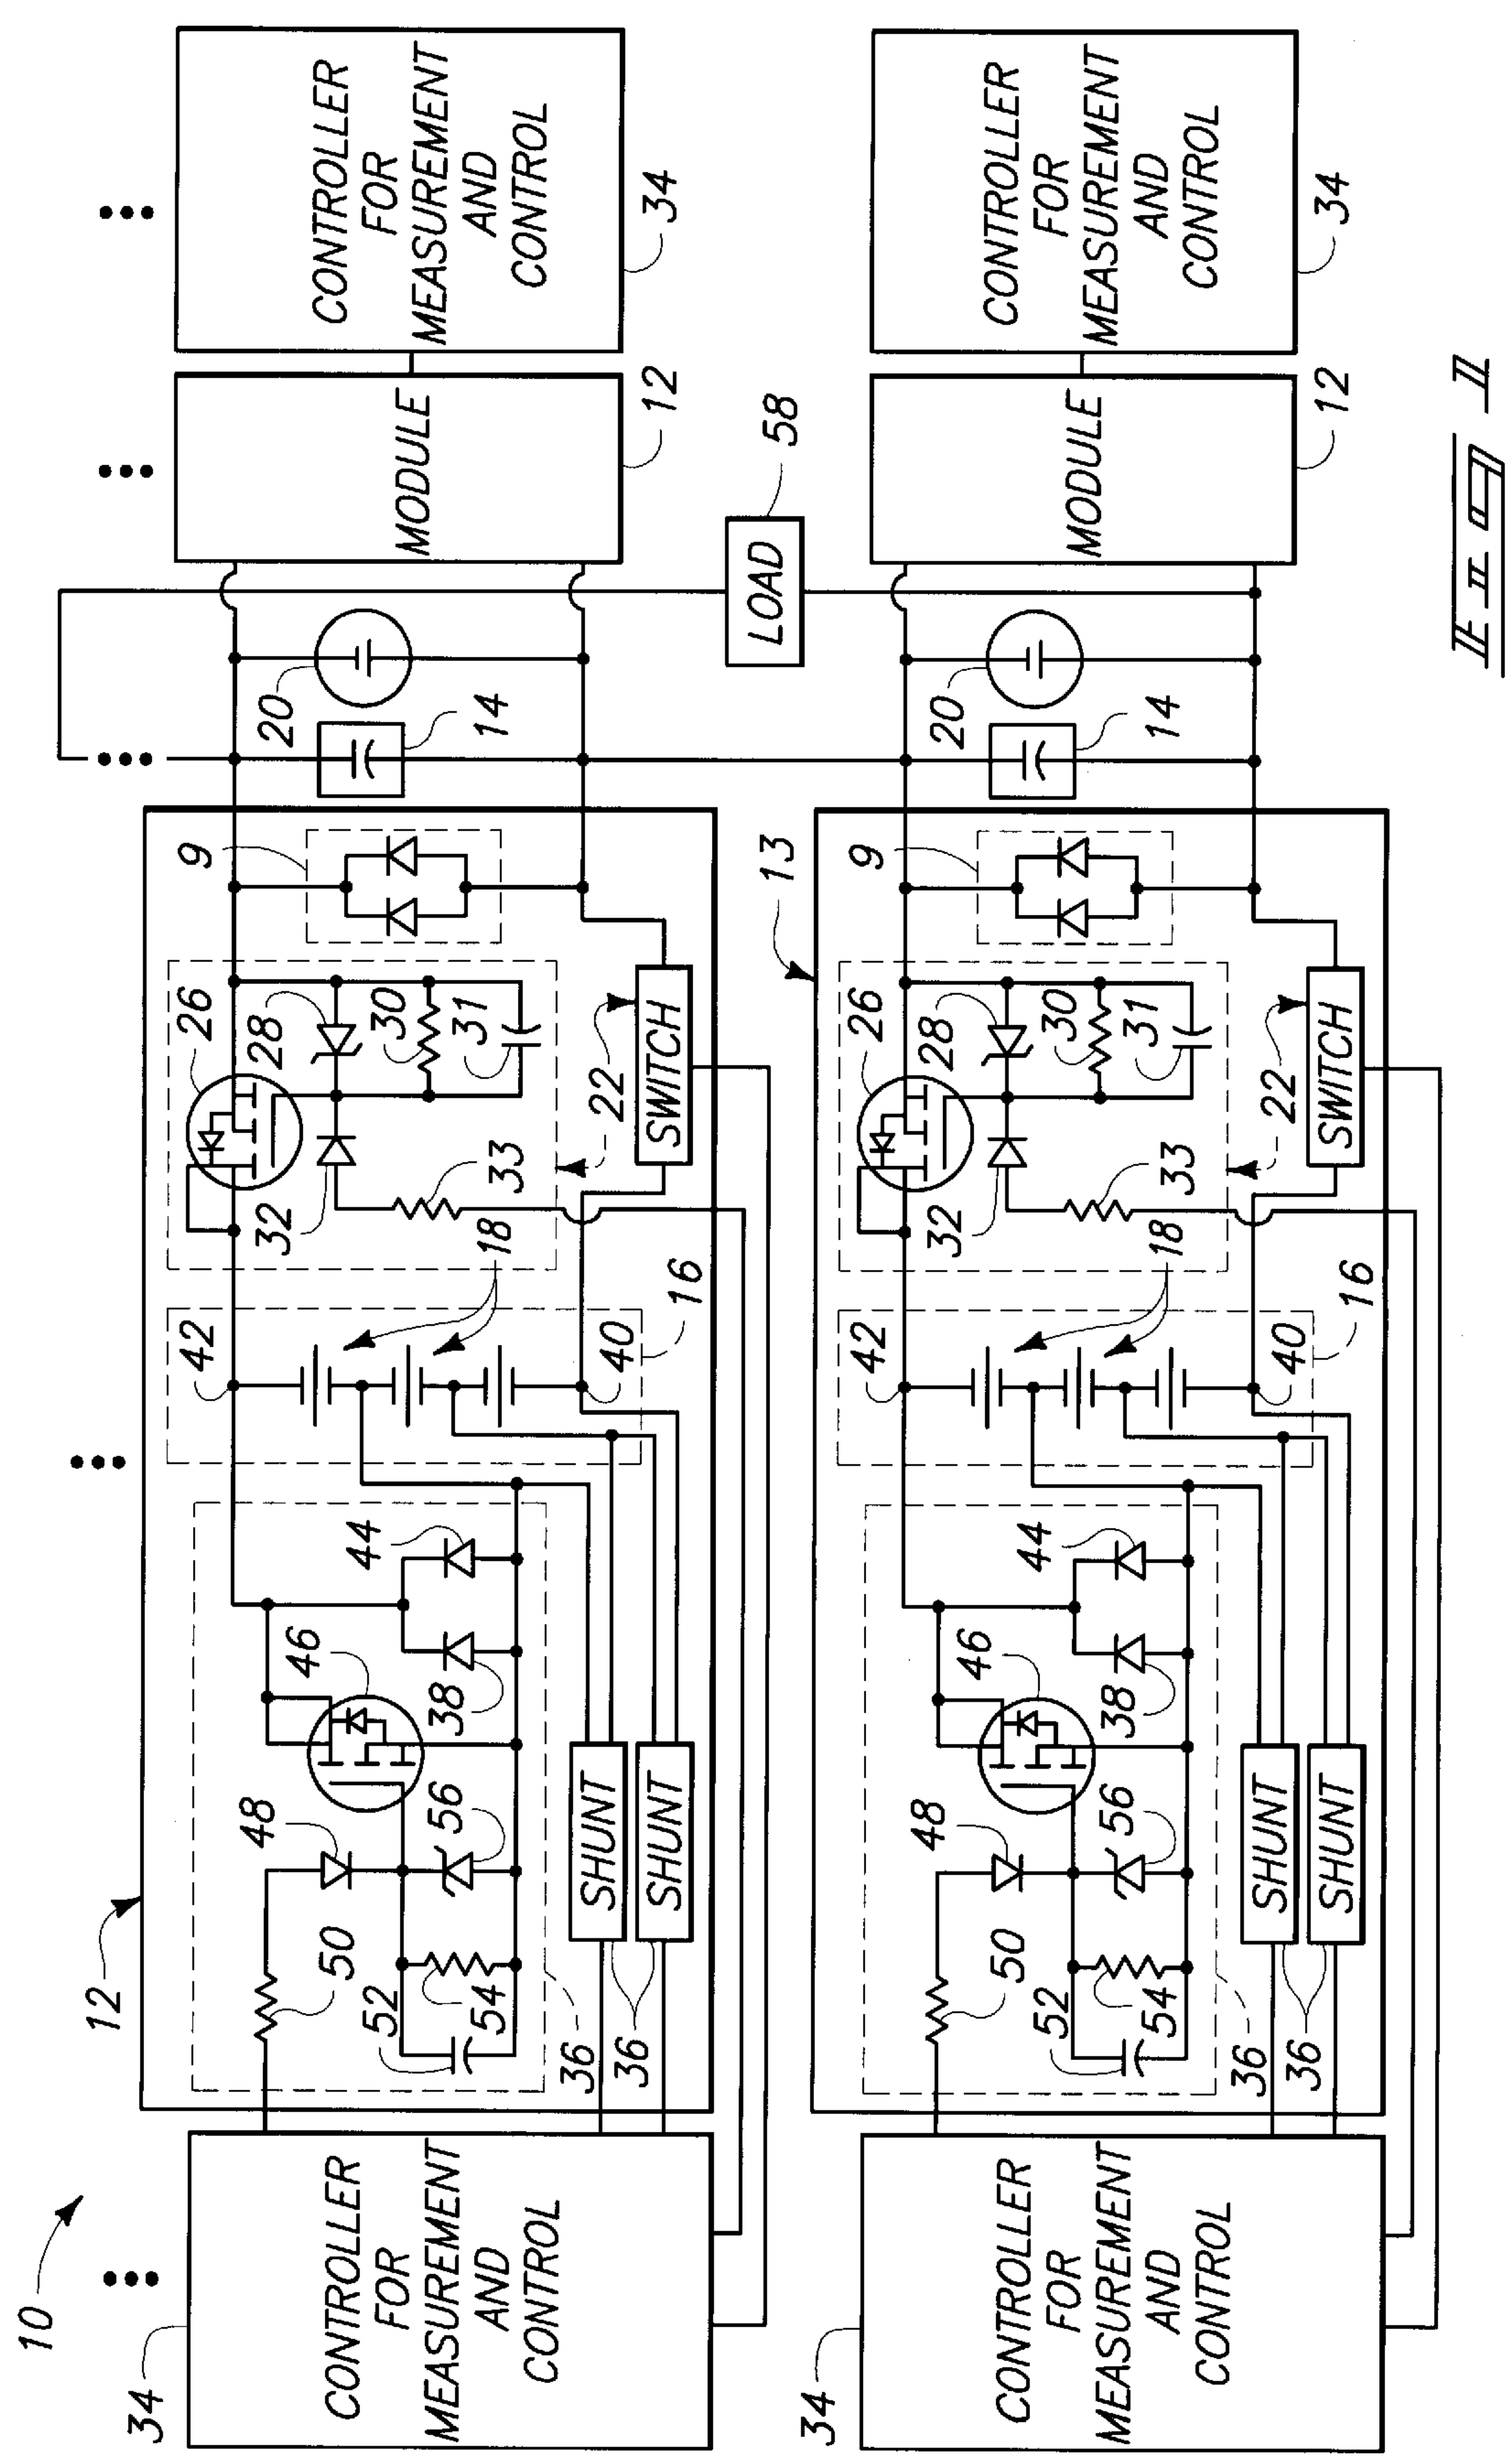 10
34
CONTROLLER
FOR
MEASUREMENT
AND
CONTROL
12
50
48
46
52
54
56
38
44
36
36
SHUNT
SHUNT
42
18
40
16
32
33
26
28
30
31
22
SWITCH
9
14
20
MODULE
12
CONTROLLER
FOR
MEASUREMENT
AND
CONTROL
34
LOAD
58
34
CONTROLLER
FOR
MEASUREMENT
AND
CONTROL
13
50
48
46
52
54
56
38
44
36
36
SHUNT
SHUNT
42
18
40
16
32
33
26
28
30
31
22
SWITCH
9
14
20
MODULE
12
CONTROLLER
FOR
MEASUREMENT
AND
CONTROL
34
FIG 1